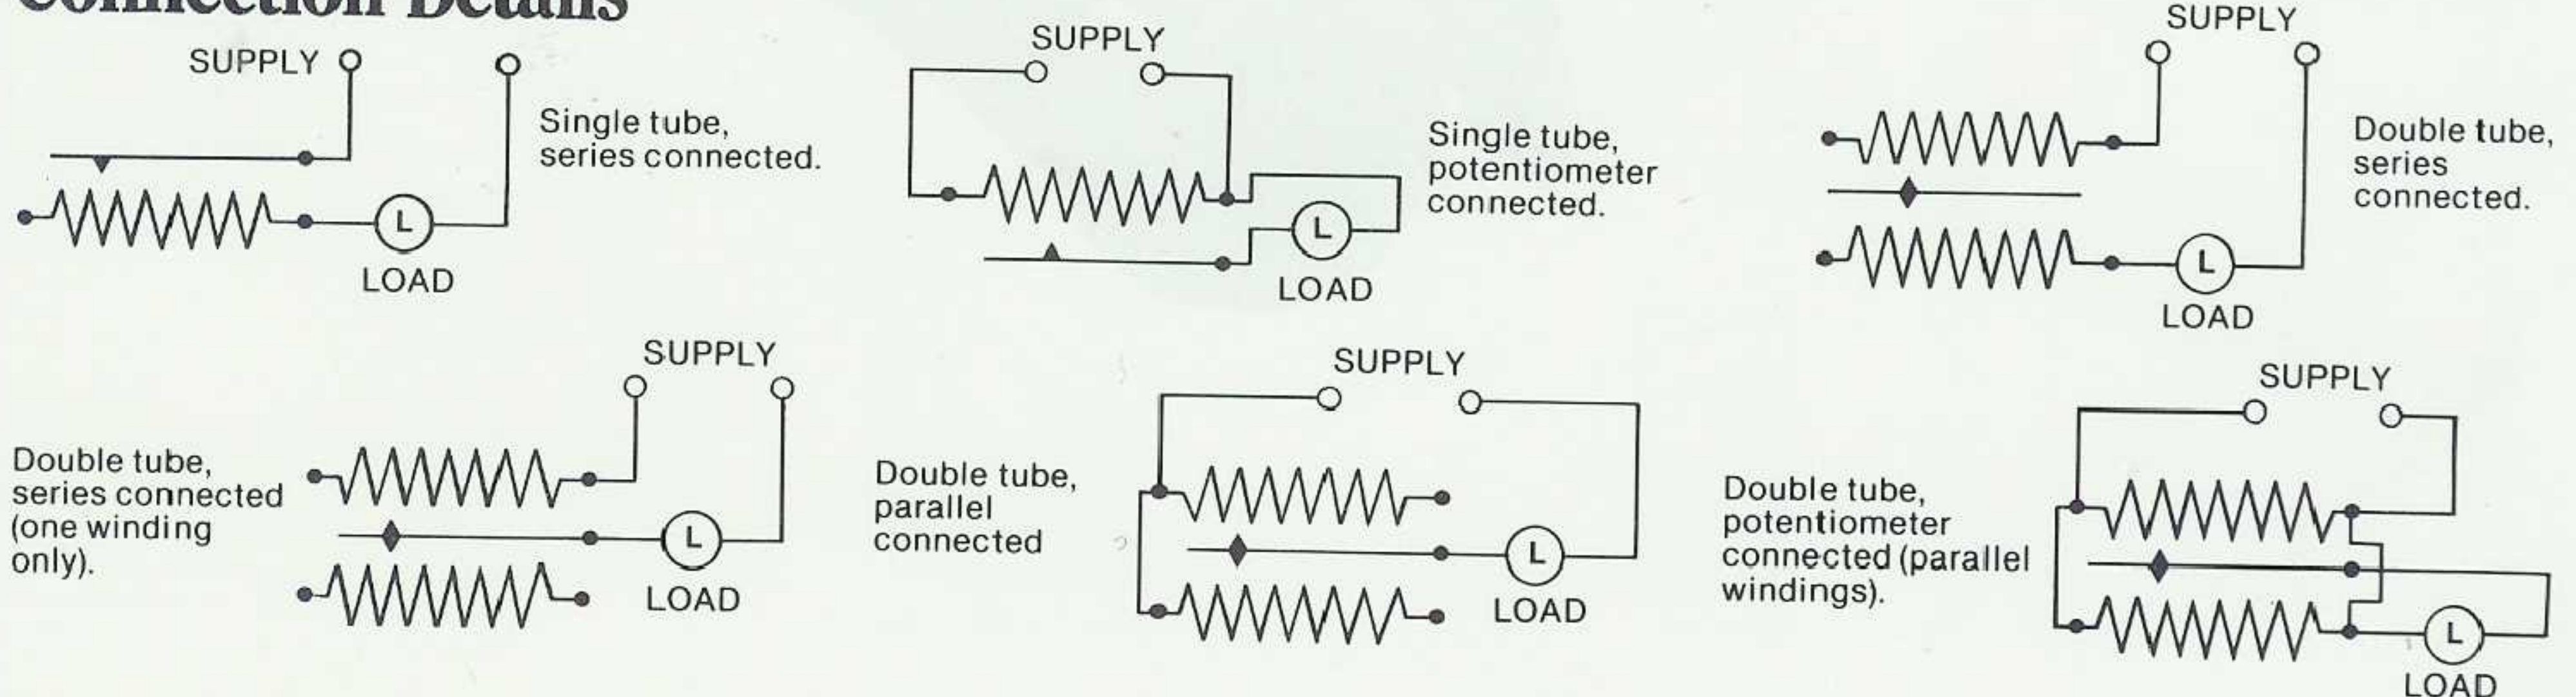 Connection Details
SUPPLY
Single tube,
series connected.
L
LOAD
SUPPLY
Single tube,
potentiometer
connected.
L
LOAD
SUPPLY
Double tube,
series
connected.
L
LOAD
SUPPLY
Double tube,
series connected
(one winding
only).
L
LOAD
SUPPLY
Double tube,
parallel
connected
L
LOAD
SUPPLY
Double tube,
potentiometer
connected (parallel
windings).
L
LOAD